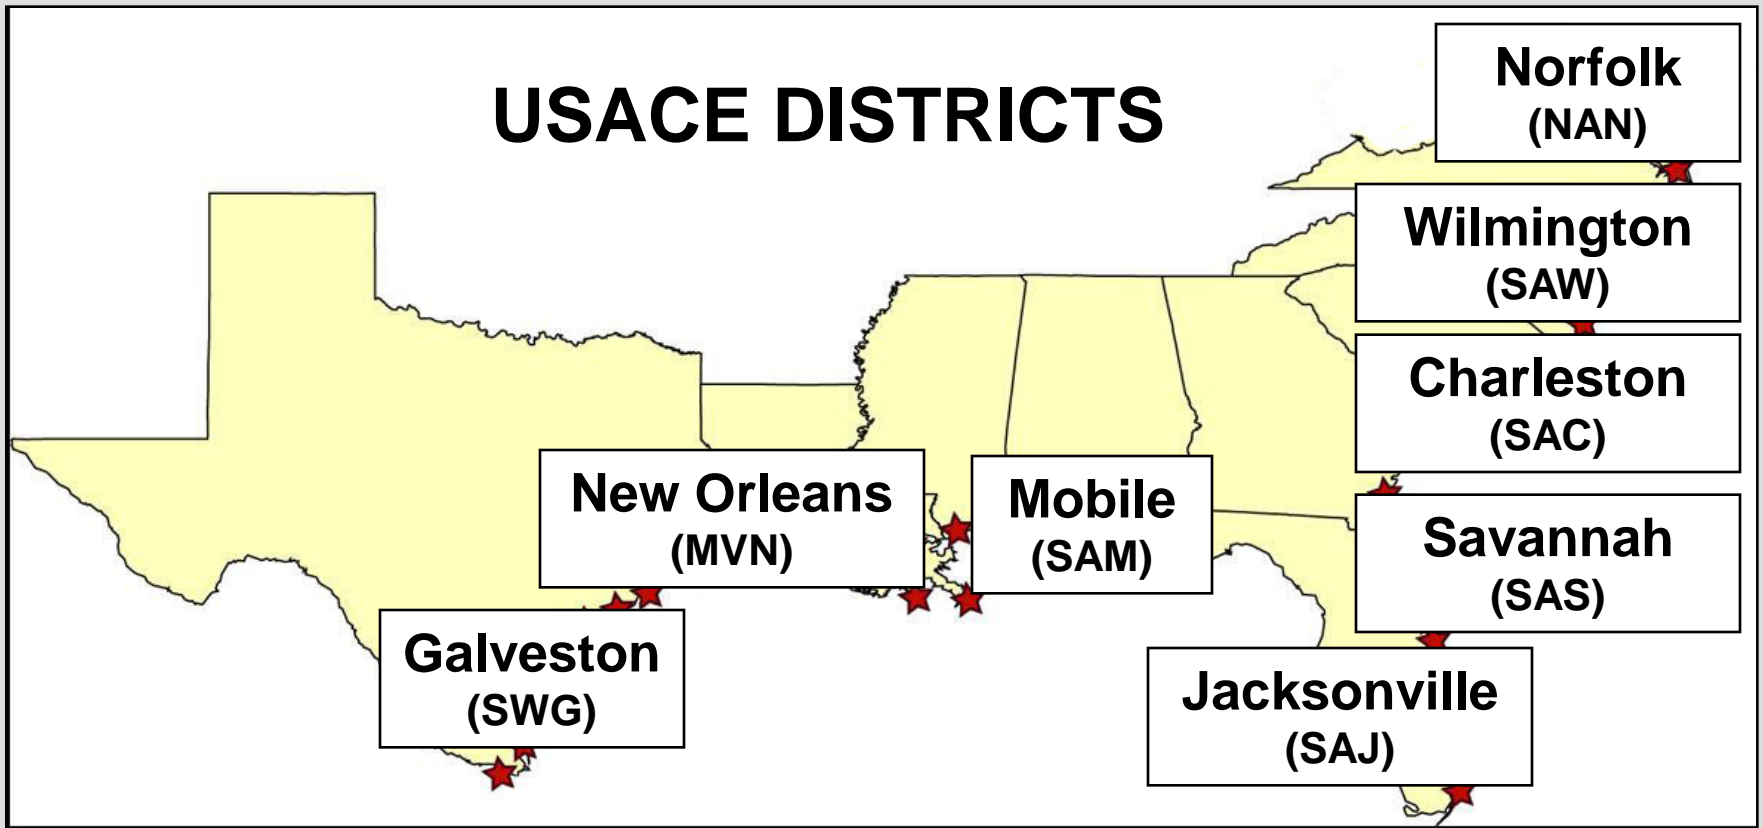 USACE DISTRICTS
Norfolk
(NAN)
Wilmington
(SAW)
Charleston
(SAC)
New Orleans
(MVN)
Mobile
(SAM)
Savannah
(SAS)
Galveston
(SWG)
Jacksonville
(SAJ)